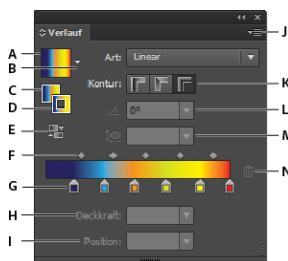 Verlauf
A
B
C
D
E
F
G
H
I
Art:
Linear
Kontur:
0°
Deckkraft:
Position:
J
K
L
M
N